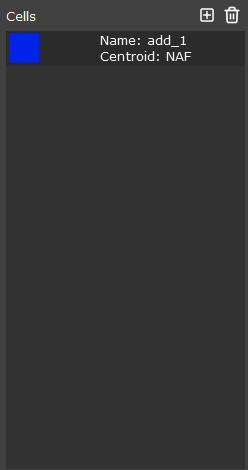 Cells
Name: add_1
Centroid: NAF